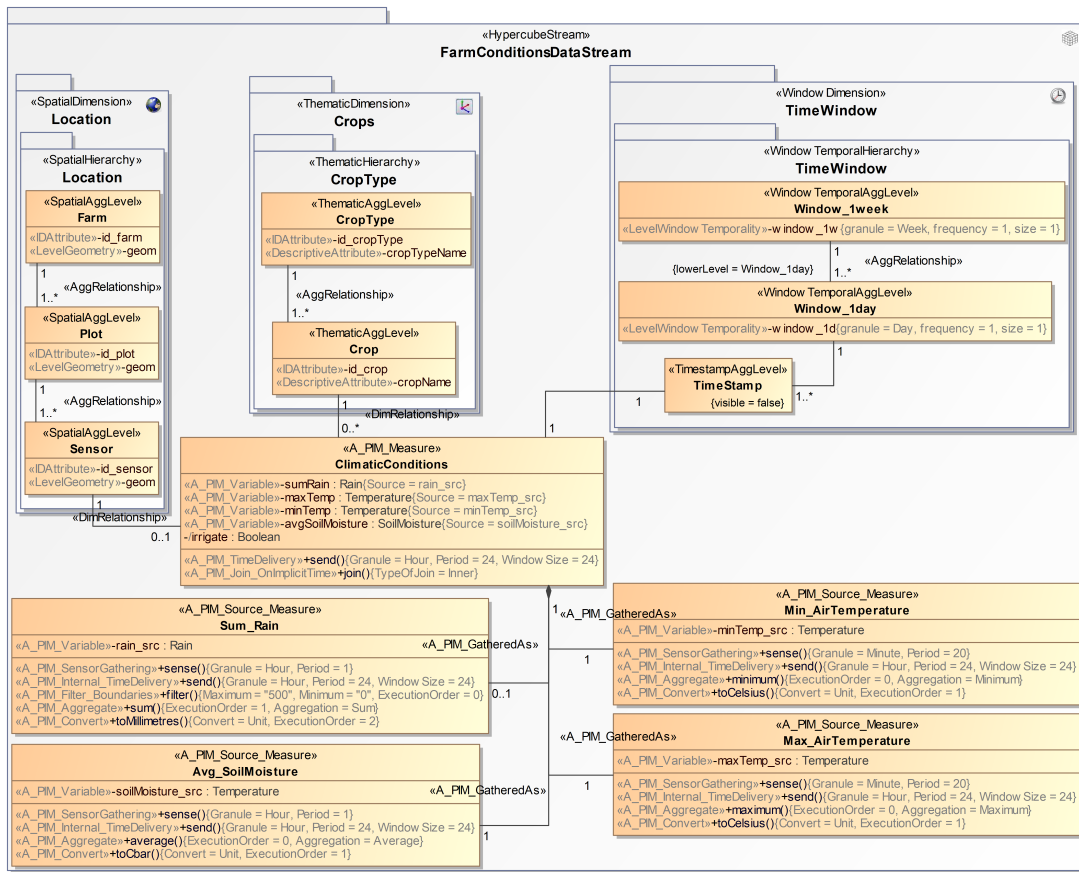 «HypercubeStream»
FarmConditionsDataStream
«SpatialDimension»
Location
«SpatialHierarchy»
Location
«SpatialAggLevel»
Farm
«IDAttribute»-id_farm
«LevelGeometry»-geom
1
«AggRelationship»
1..*
«SpatialAggLevel»
Plot
«IDAttribute»-id_plot
«LevelGeometry»-geom
1
«AggRelationship»
1..*
«SpatialAggLevel»
Sensor
«IDAttribute»-id_sensor
«LevelGeometry»-geom
1
«DimRelationship»
0..1
«ThematicDimension»
Crops
«ThematicHierarchy»
CropType
«ThematicAggLevel»
CropType
«IDAttribute»-id_cropType
«DescriptiveAttribute»-cropTypeName
1
«AggRelationship»
1..*
«ThematicAggLevel»
Crop
«IDAttribute»-id_crop
«DescriptiveAttribute»-cropName
1
«DimRelationship»
0..*
«Window Dimension»
TimeWindow
«Window TemporalHierarchy»
TimeWindow
«Window TemporalAggLevel»
Window_1week
«LevelWindow Temporality»-w indow _1w {granule = Week, frequency = 1, size = 1}
1
{lowerLevel = Window_1day}
«AggRelationship»
1..*
«Window TemporalAggLevel»
Window_1day
«LevelWindow Temporality»-w indow _1d{granule = Day, frequency = 1, size = 1}
1
«TimestampAggLevel»
TimeStamp
{visible = false}
1..*
1
1
«A_PIM_Measure»
ClimaticConditions
«A_PIM_Variable»-sumRain : Rain{Source = rain_src}
«A_PIM_Variable»-maxTemp : Temperature{Source = maxTemp_src}
«A_PIM_Variable»-minTemp : Temperature{Source = minTemp_src}
«A_PIM_Variable»-avgSoilMoisture : SoilMoisture{Source = soilMoisture_src}
-/irrigate : Boolean
«A_PIM_TimeDelivery»+send(){Granule = Hour, Period = 24, Window Size = 24}
«A_PIM_Join_OnImplicitTime»+join(){TypeOfJoin = Inner}
1
«A_PIM_Source_Measure»
Sum_Rain
«A_PIM_Variable»-rain_src : Rain
«A_PIM_SensorGathering»+sense(){Granule = Hour, Period = 1}
«A_PIM_Internal_TimeDelivery»+send(){Granule = Hour, Period = 24, Window Size = 24}
«A_PIM_Filter_Boundaries»+filter(){Maximum = "500", Minimum = "0", ExecutionOrder = 0}
«A_PIM_Aggregate»+sum(){ExecutionOrder = 1, Aggregation = Sum}
«A_PIM_Convert»+toMillimetres(){Convert = Unit, ExecutionOrder = 2}
«A_PIM_GatheredAs»
0..1
«A_PIM_Source_Measure»
Avg_SoilMoisture
«A_PIM_Variable»-soilMoisture_src : Temperature
«A_PIM_SensorGathering»+sense(){Granule = Hour, Period = 1}
«A_PIM_Internal_TimeDelivery»+send(){Granule = Hour, Period = 24, Window Size = 24}
«A_PIM_Aggregate»+average(){ExecutionOrder = 0, Aggregation = Average}
«A_PIM_Convert»+toCbar(){Convert = Unit, ExecutionOrder = 1}
«A_PIM_GatheredAs»
1
«A_PIM_GatheredAs»
1
«A_PIM_Source_Measure»
Min_AirTemperature
«A_PIM_Variable»-minTemp_src : Temperature
«A_PIM_SensorGathering»+sense(){Granule = Minute, Period = 20}
«A_PIM_Internal_TimeDelivery»+send(){Granule = Hour, Period = 24, Window Size = 24}
«A_PIM_Aggregate»+minimum(){ExecutionOrder = 0, Aggregation = Minimum}
«A_PIM_Convert»+toCelsius(){Convert = Unit, ExecutionOrder = 1}
«A_PIM_GatheredAs»
1
«A_PIM_Source_Measure»
Max_AirTemperature
«A_PIM_Variable»-maxTemp_src : Temperature
«A_PIM_SensorGathering»+sense(){Granule = Minute, Period = 20}
«A_PIM_Internal_TimeDelivery»+send(){Granule = Hour, Period = 24, Window Size = 24}
«A_PIM_Aggregate»+maximum(){ExecutionOrder = 0, Aggregation = Maximum}
«A_PIM_Convert»+toCelsius(){Convert = Unit, ExecutionOrder = 1}